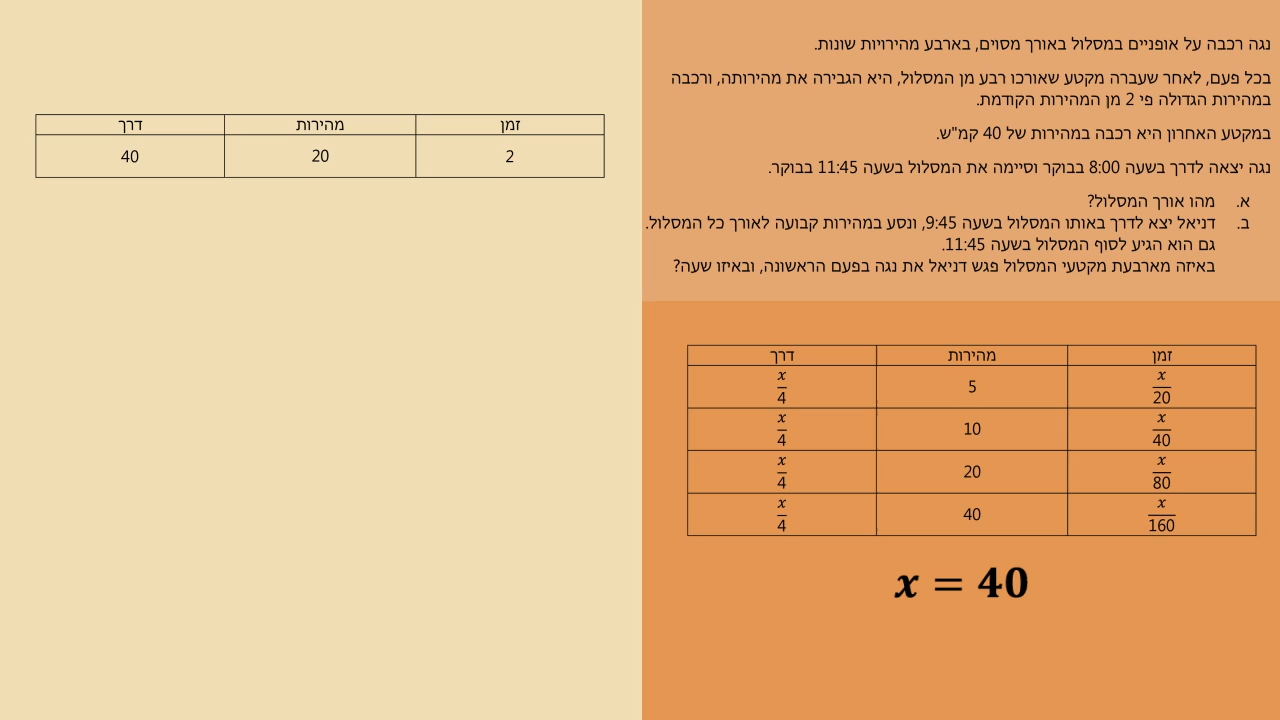 נגה רכבה על אופניים במסלול באורך מסוים, בארבע מהירויות שונות.
בכל פעם, לאחר שעברה מקטע שאורכו רבע מן המסלול, היא הגבירה את מהירותה, ורכבה
במהירות הגדולה פי 2 מן המהירות הקודמת.
במקטע האחרון היא רכבה במהירות של 40 קמ"ש.
נגה יצאה לדרך בשעה 8:00 בבוקר וסיימה את המסלול בשעה 11:45 בבוקר.
א. מהו אורך המסלול?
ב. דניאל יצא לדרך באותו המסלול בשעה 9:45, ונסע במהירות קבועה לאורך כל המסלול.
גם הוא הגיע לסוף המסלול בשעה 11:45.
באיזה מארבעת מקטעי המסלול פגש דניאל את נגה בפעם הראשונה, ובאיזו שעה?
זמן מהירות דרך
x/20 5 x/4
x/40 10 x/4
x/80 20 x/4
x/160 40 x/4
x = 40
זמן מהירות דרך
2 20 40